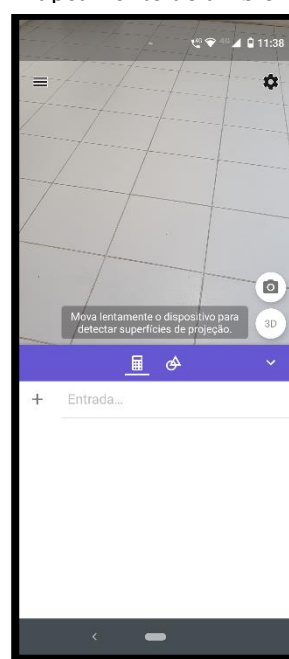 11:38
Mova lentamente o dispositivo para
detectar superfícies de projeção.
3D
Entrada...